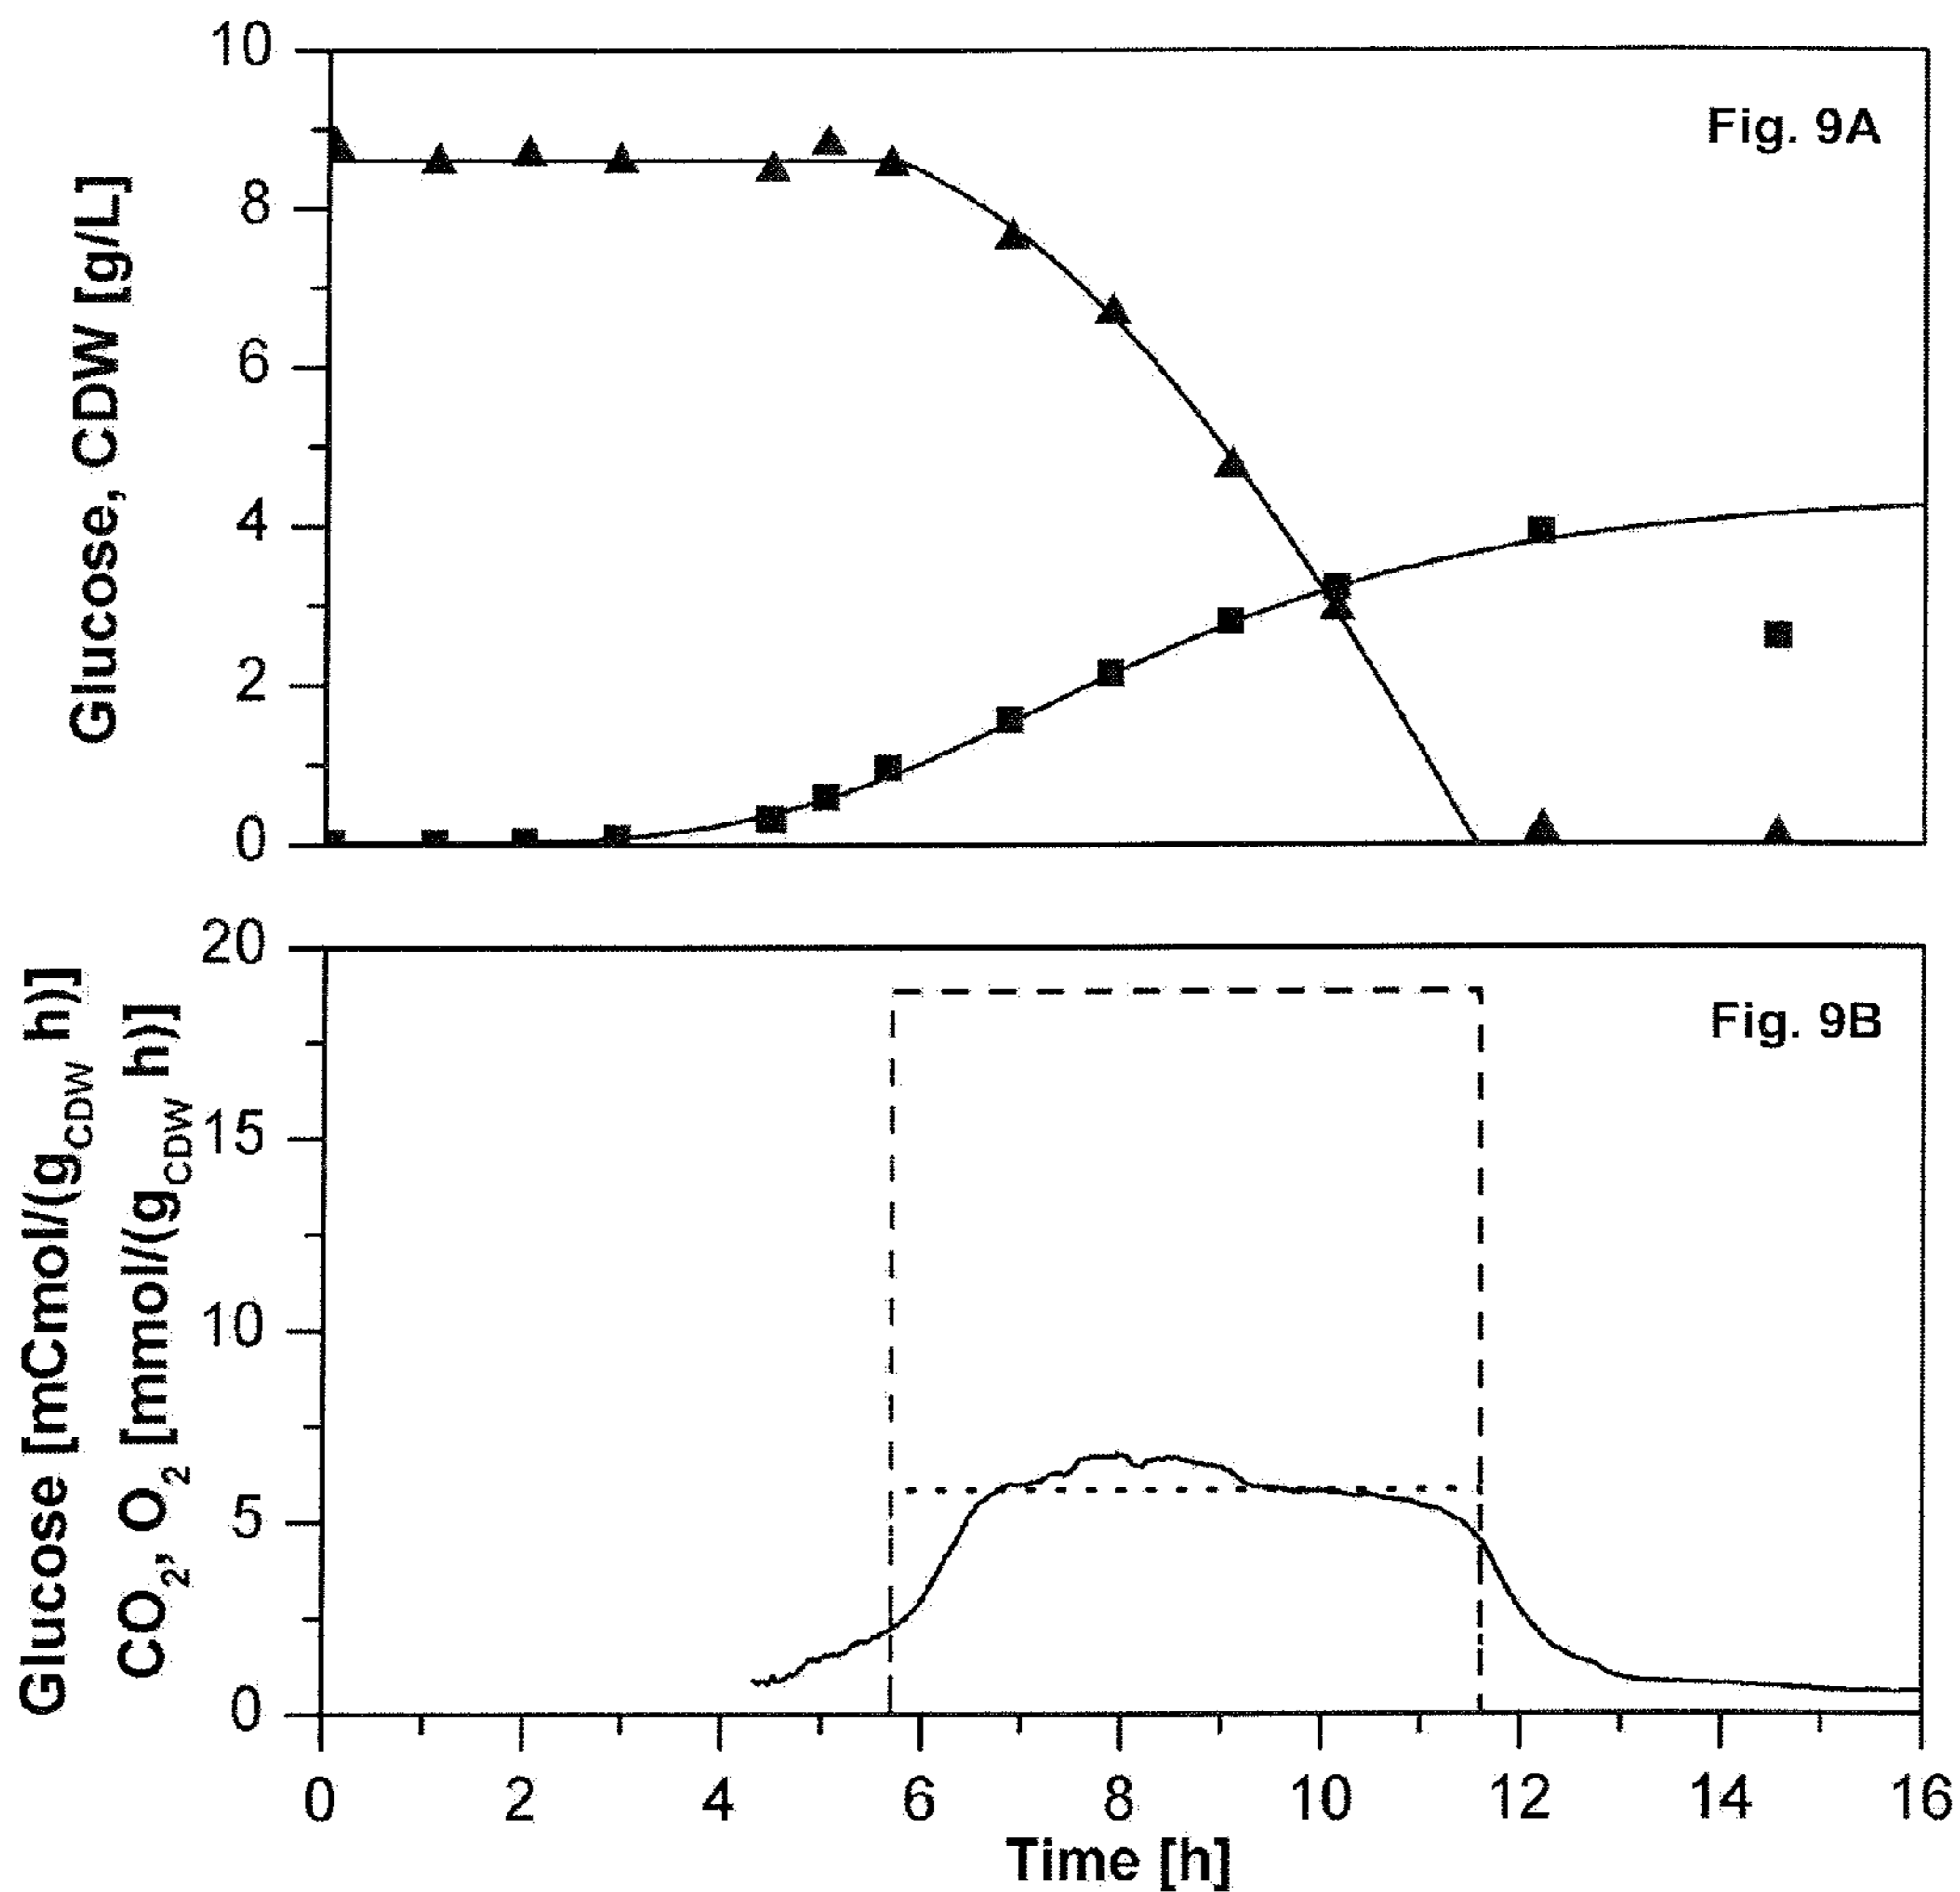 Glucose, CDW [g/L]
10
8
6
4
2
0
Fig. 9A
Glucose [mCmol/(gCDW h)]
CO2, O2 [mmol/(gCDW h)]
20
15
10
5
0
Fig. 9B
0 2 4 6 8 10 12 14 16
Time [h]